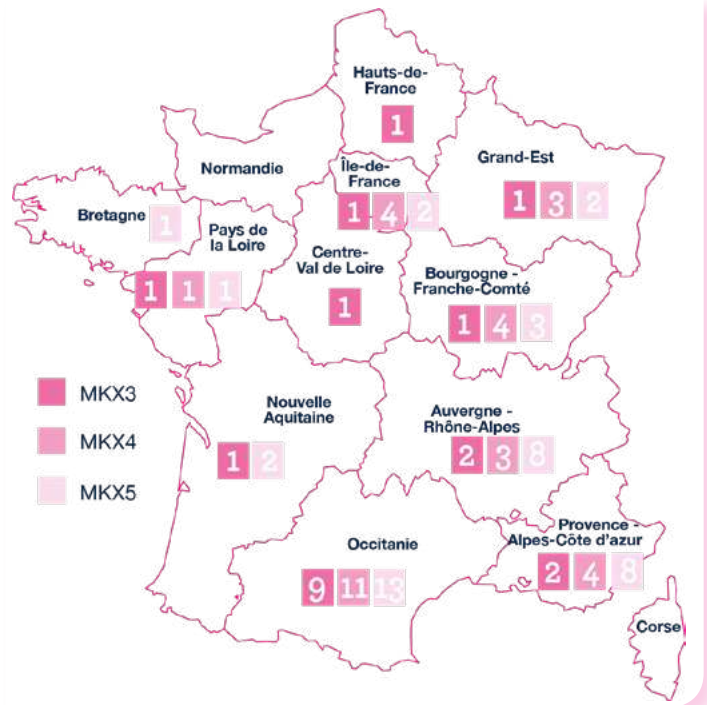 Hauts-de-
France
1
Normandie
Île-de-
France
1 4 2
Grand-Est
1 3 2
Bretagne 1
Pays de
la Loire
1 1 1
Centre-
Val de Loire
1
Bourgogne -
Franche-Comté
1 4 3
MKX3
MKX4
MKX5
Nouvelle
Aquitaine
1 2
Auvergne -
Rhône-Alpes
2 3 8
Occitanie
9 11 13
Provence -
Alpes-Côte d'azur
2 4 8
Corse